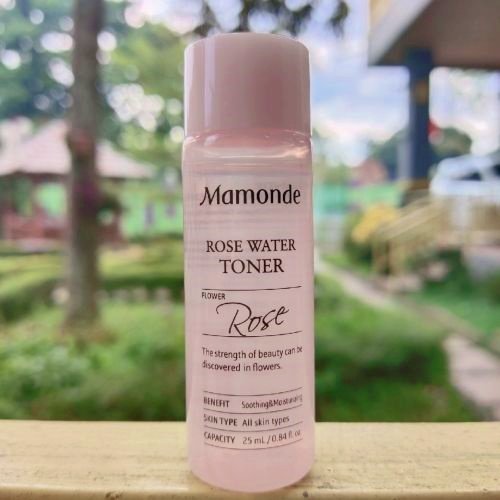 Mamonde
ROSE WATER
TONER
FLOWER
Rose
The strength of beauty can be
discovered in flowers.
BENEFIT Soothing&Moisturizing
SKIN TYPE All skin types
CAPACITY 25 mL / 0.84 fl. oz.